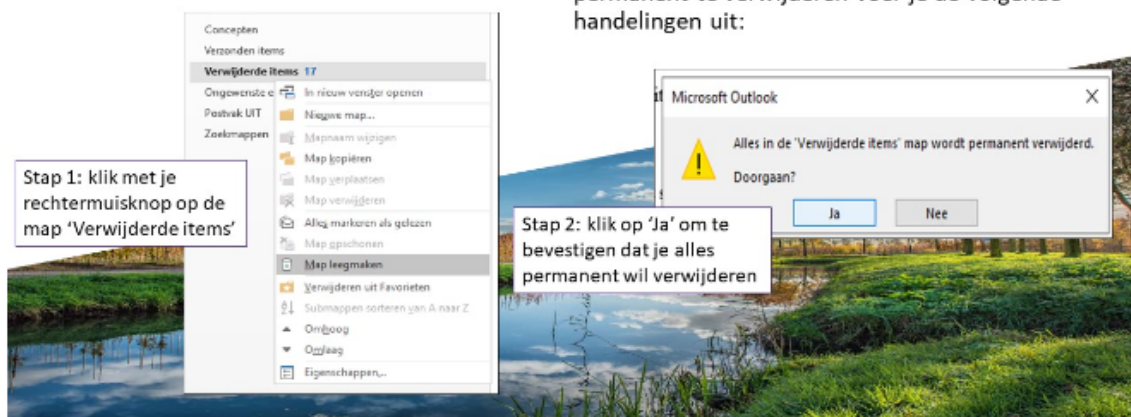 handelingen uit:
Concepten
Verzonden items
Verwijderde items 17
Ongewenste e
Postvak UIT
Zoekmappen
In nieuw venster openen
Nieuwe map...
Mapnaam wijzigen
Map kopiëren
Map verplaatsen
Map verwijderen
Alles markeren als gelezen
Map opschonen
Map leegmaken
Verwijderen uit Favorieten
Submappen sorteren van A naar Z
Omhoog
Omlaag
Eigenschappen...
Stap 1: klik met je
rechtermuisknop op de
map ‘Verwijderde items’
Microsoft Outlook
Alles in de 'Verwijderde items' map wordt permanent verwijderd.
Doorgaan?
Ja
Nee
Stap 2: klik op ‘Ja’ om te
bevestigen dat je alles
permanent wil verwijderen